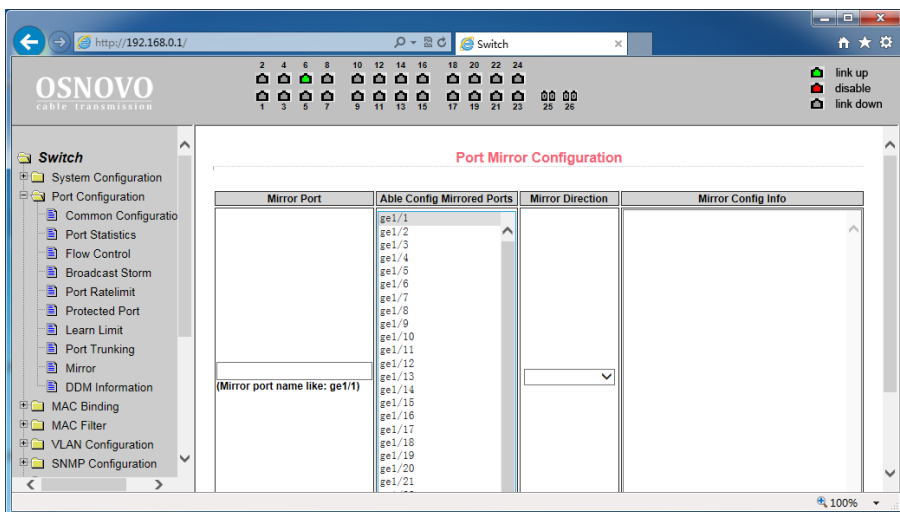 http://192.168.0.1/
Switch
OSNOVO
cable transmission
2 4 6 8 10 12 14 16 18 20 22 24
1 3 5 7 9 11 13 15 17 19 21 23 25 26
link up
disable
link down
Switch
System Configuration
Port Configuration
Common Configuratio
Port Statistics
Flow Control
Broadcast Storm
Port Ratelimit
Protected Port
Learn Limit
Port Trunking
Mirror
DDM Information
MAC Binding
MAC Filter
VLAN Configuration
SNMP Configuration
Port Mirror Configuration
Mirror Port
Able Config Mirrored Ports
Mirror Direction
Mirror Config Info
(Mirror port name like: ge1/1)
ge1/1
ge1/2
ge1/3
ge1/4
ge1/5
ge1/6
ge1/7
ge1/8
ge1/9
ge1/10
ge1/11
ge1/12
ge1/13
ge1/14
ge1/15
ge1/16
ge1/17
ge1/18
ge1/19
ge1/20
ge1/21
100%